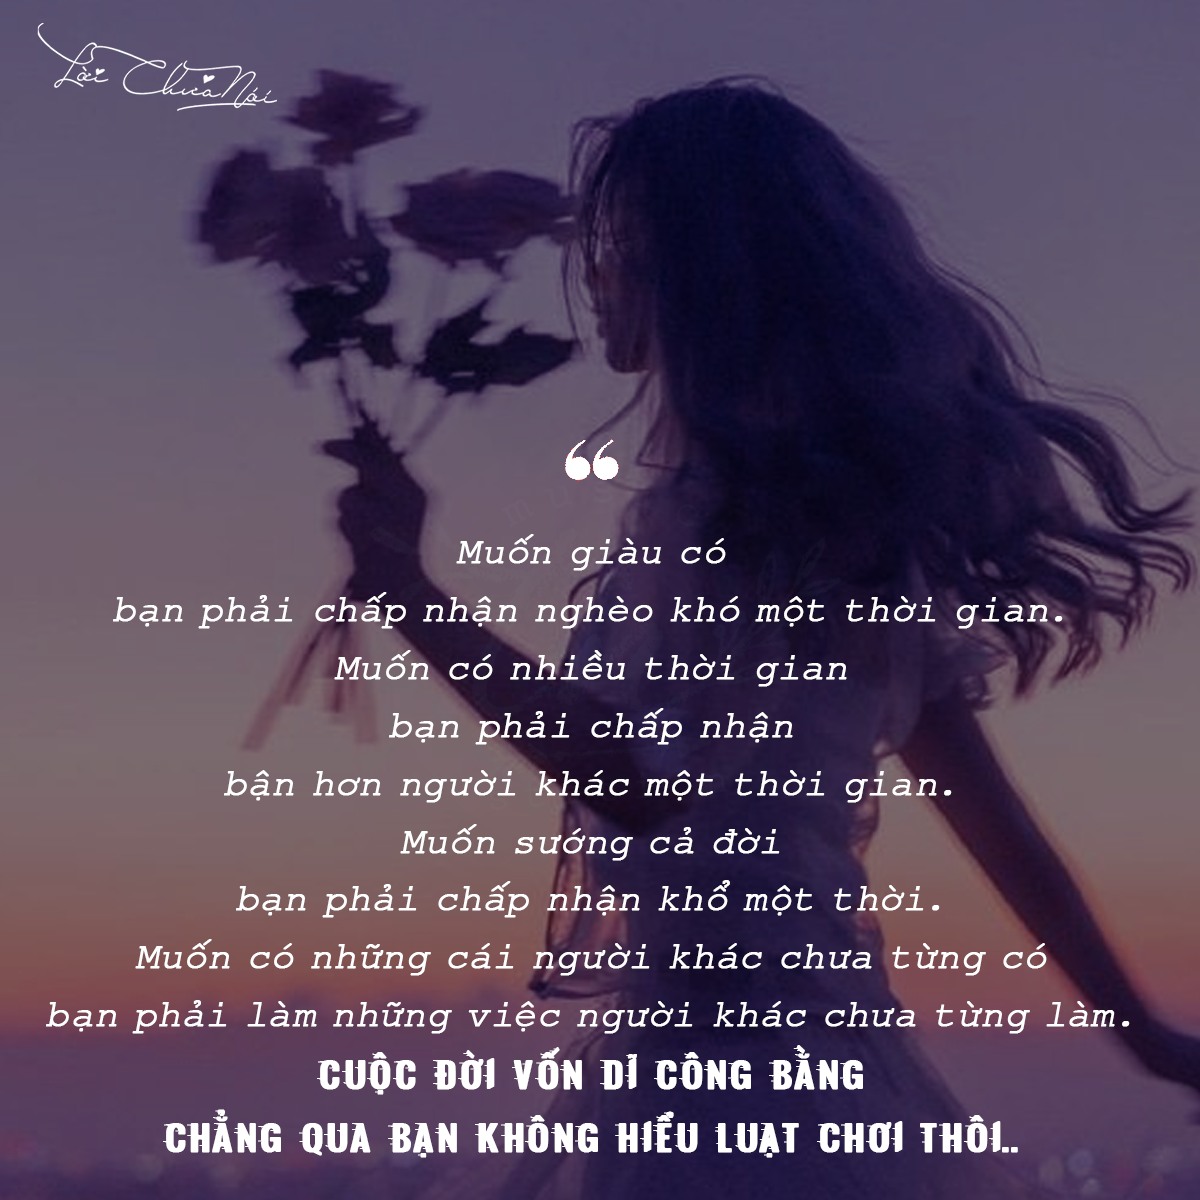 Lời Chưa Nói
❝
Muốn giàu có
bạn phải chấp nhận nghèo khó một thời gian.
Muốn có nhiều thời gian
bạn phải chấp nhận
bận hơn người khác một thời gian.
Muốn sướng cả đời
bạn phải chấp nhận khổ một thời.
Muốn có những cái người khác chưa từng có
bạn phải làm những việc người khác chưa từng làm.
CUỘC ĐỜI VỐN DĨ CÔNG BẰNG
CHẲNG QUA BẠN KHÔNG HIỂU LUẬT CHƠI THÔI..